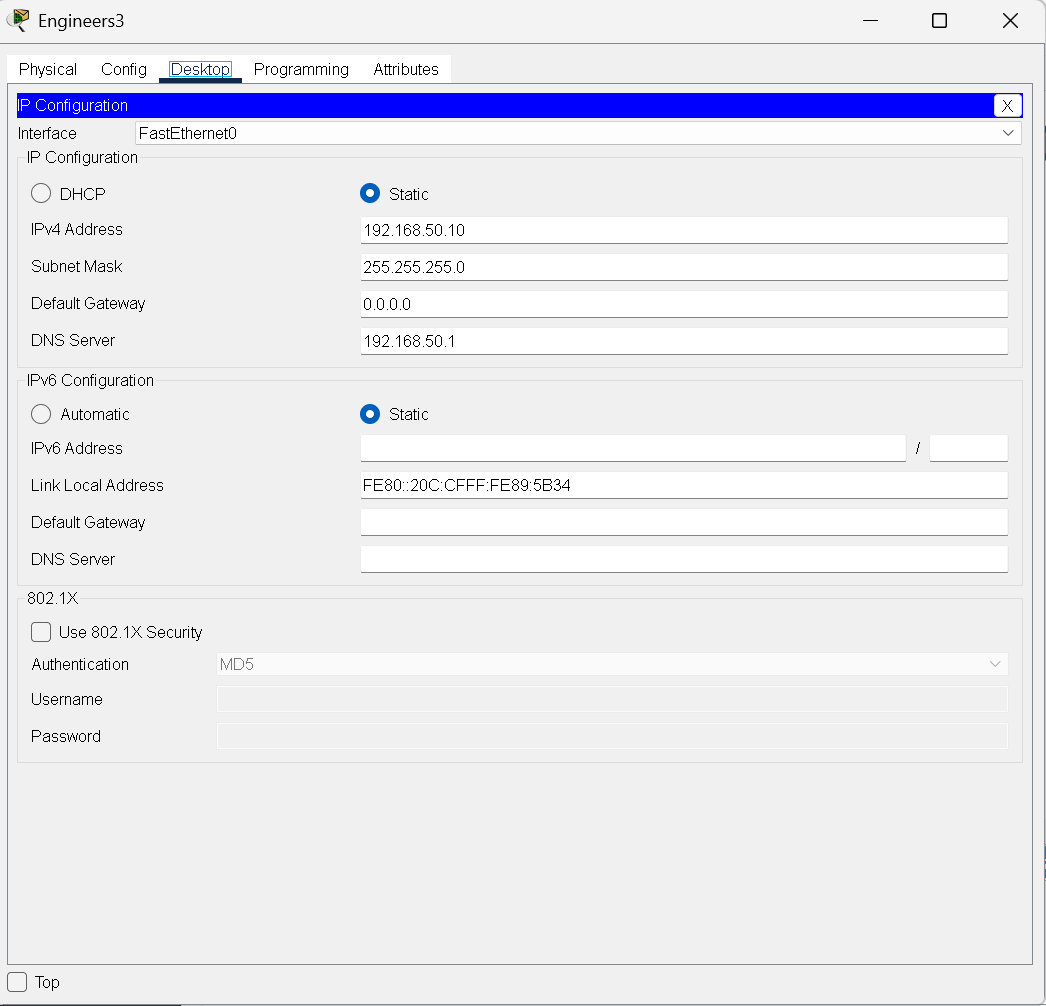 Engineers3
Physical Config Desktop Programming Attributes
IP Configuration X
Interface FastEthernet0
IP Configuration
DHCP Static
IPv4 Address 192.168.50.10
Subnet Mask 255.255.255.0
Default Gateway 0.0.0.0
DNS Server 192.168.50.1
IPv6 Configuration
Automatic Static
IPv6 Address /
Link Local Address FE80::20C:CFFF:FE89:5B34
Default Gateway
DNS Server
802.1X
Use 802.1X Security
Authentication MD5
Username
Password
Top